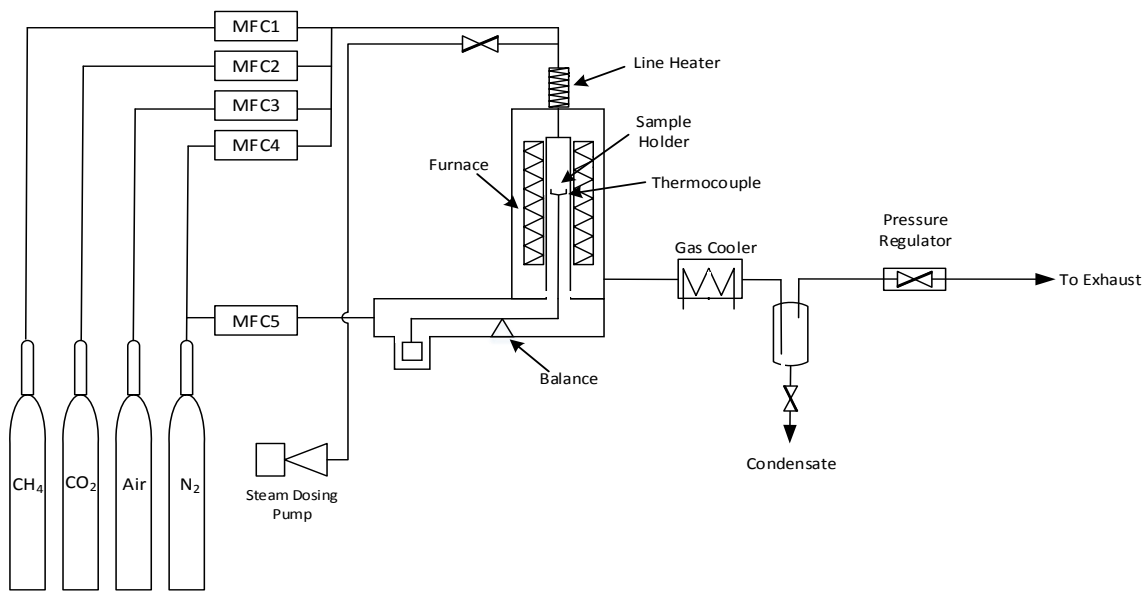 MFC1
MFC2
MFC3
MFC4
MFC5
Line Heater
Sample
Holder
Furnace
Thermocouple
Pressure
Regulator
Gas Cooler
To Exhaust
Balance
Condensate
CH₄
CO₂
Air
N₂
Steam Dosing
Pump